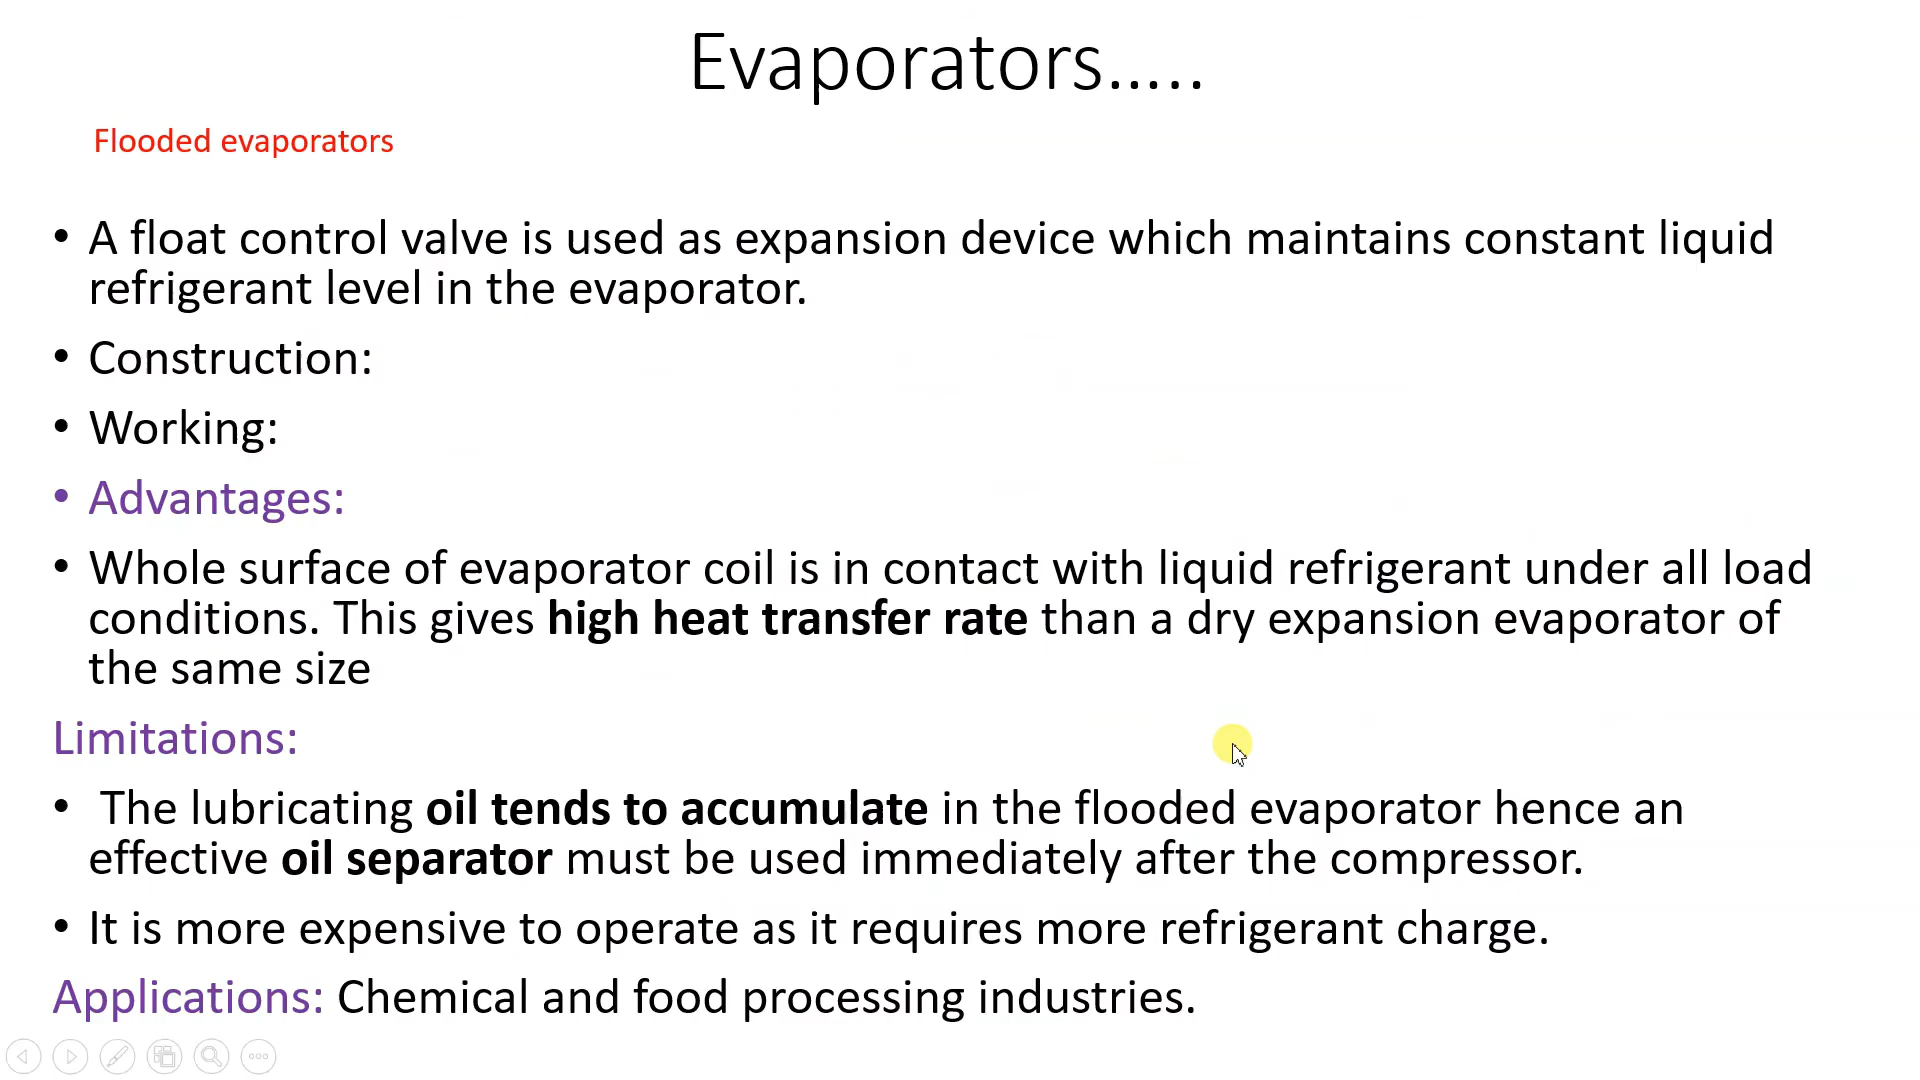 Evaporators.....
Flooded evaporators
• A float control valve is used as expansion device which maintains constant liquid
refrigerant level in the evaporator.
• Construction:
• Working:
• Advantages:
• Whole surface of evaporator coil is in contact with liquid refrigerant under all load
conditions. This gives high heat transfer rate than a dry expansion evaporator of
the same size
Limitations:
• The lubricating oil tends to accumulate in the flooded evaporator hence an
effective oil separator must be used immediately after the compressor.
• It is more expensive to operate as it requires more refrigerant charge.
Applications: Chemical and food processing industries.